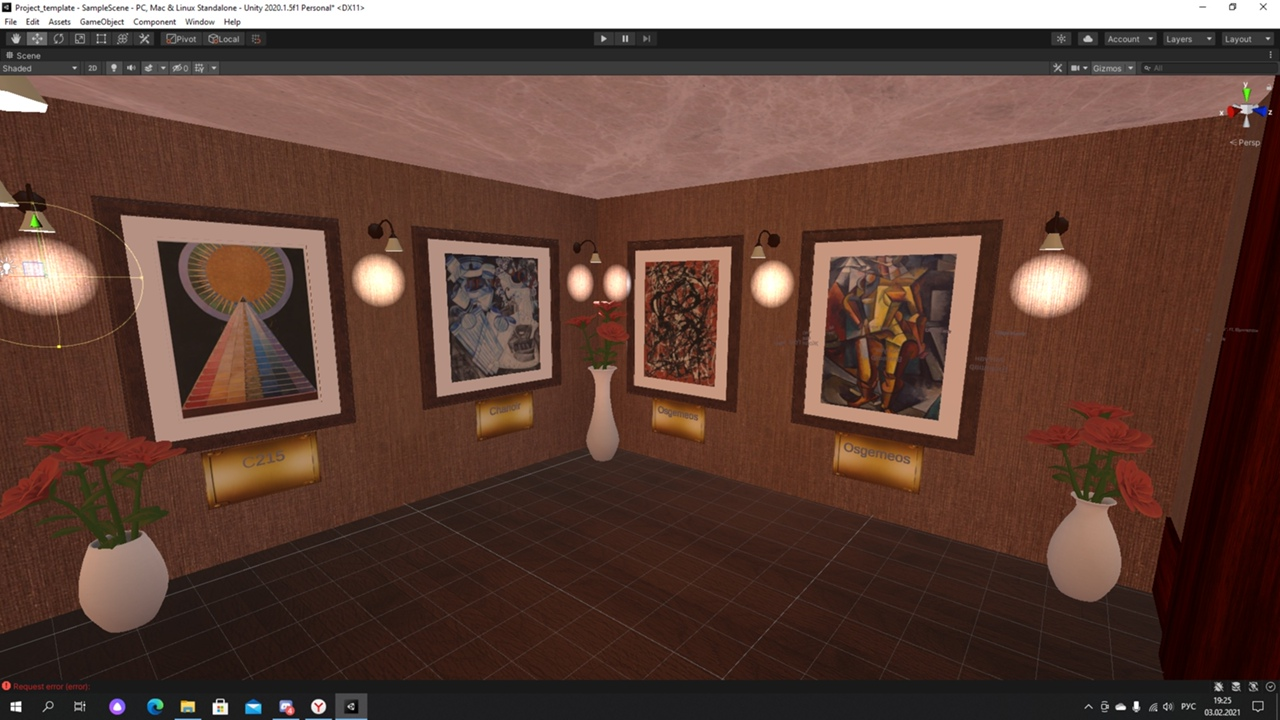 Project_template - SampleScene - PC, Mac & Linux Standalone - Unity 2020.1.5f1 Personal* <DX11>
File Edit Assets GameObject Component Window Help
Pivot Local Account Layers Layout
Scene
Shaded 2D 0 Gizmos All
y
x z
< Persp
Chanoir
Osgemeos
C215
Osgemeos
Request error (error):
РУС 19:25
03.02.2021